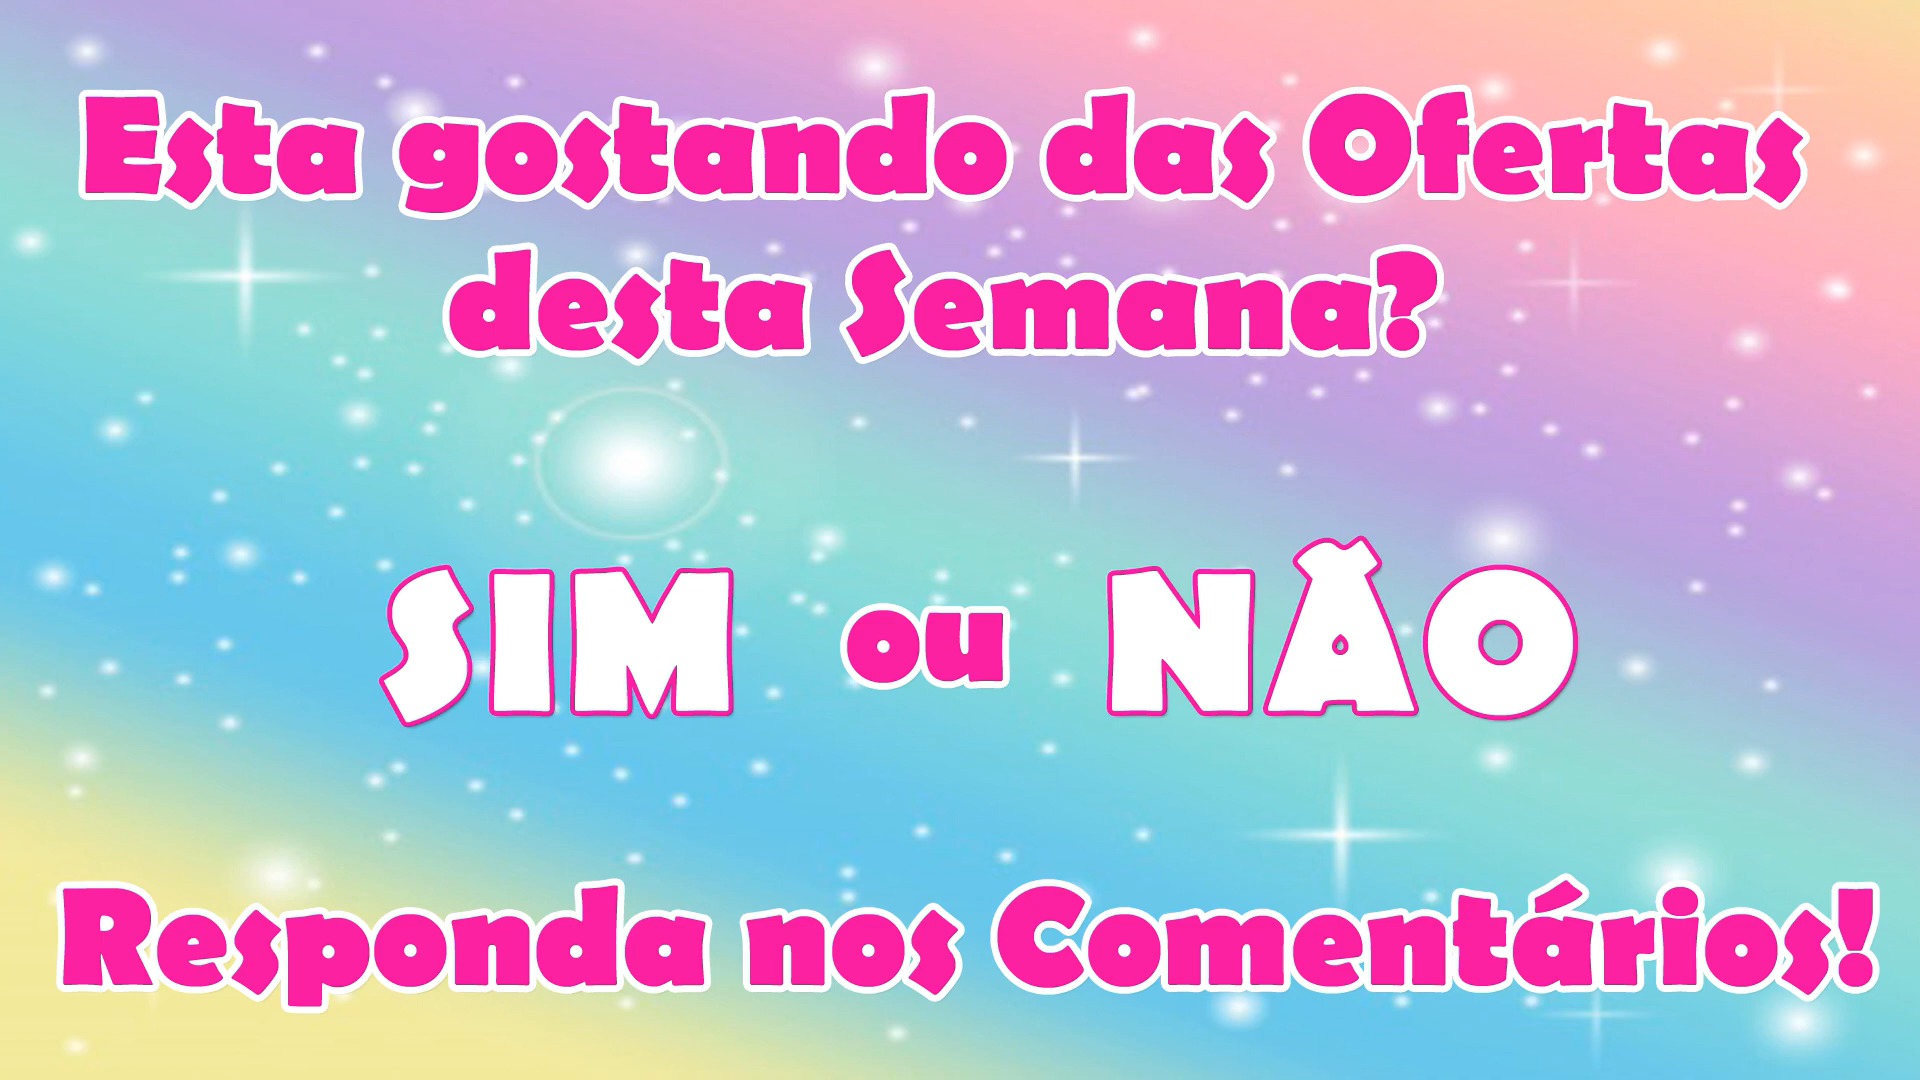 Esta gostando das Ofertas
desta Semana?
SIM ou NÃO
Responda nos Comentários!